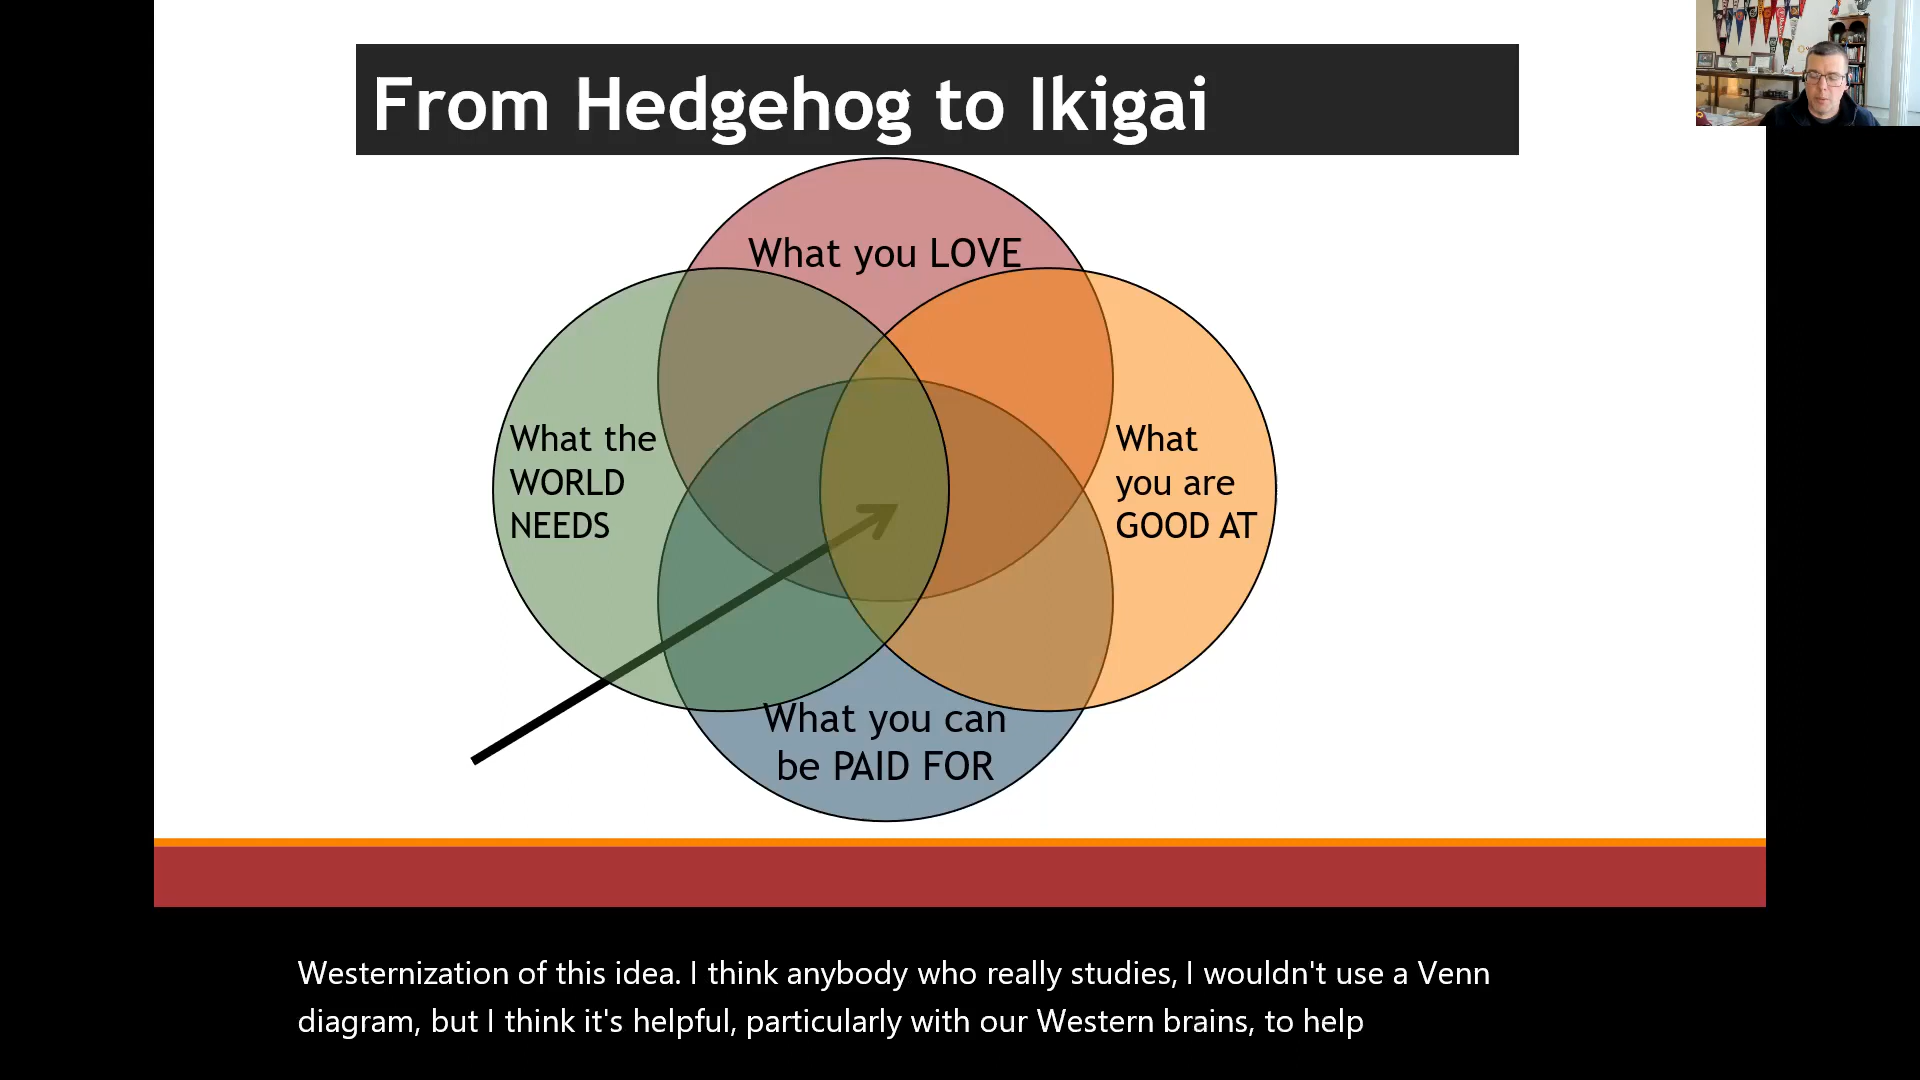 From Hedgehog to Ikigai
What you LOVE
What the
WORLD
NEEDS
What
you are
GOOD AT
What you can
be PAID FOR
Westernization of this idea. I think anybody who really studies, I wouldn't use a Venn
diagram, but I think it's helpful, particularly with our Western brains, to help